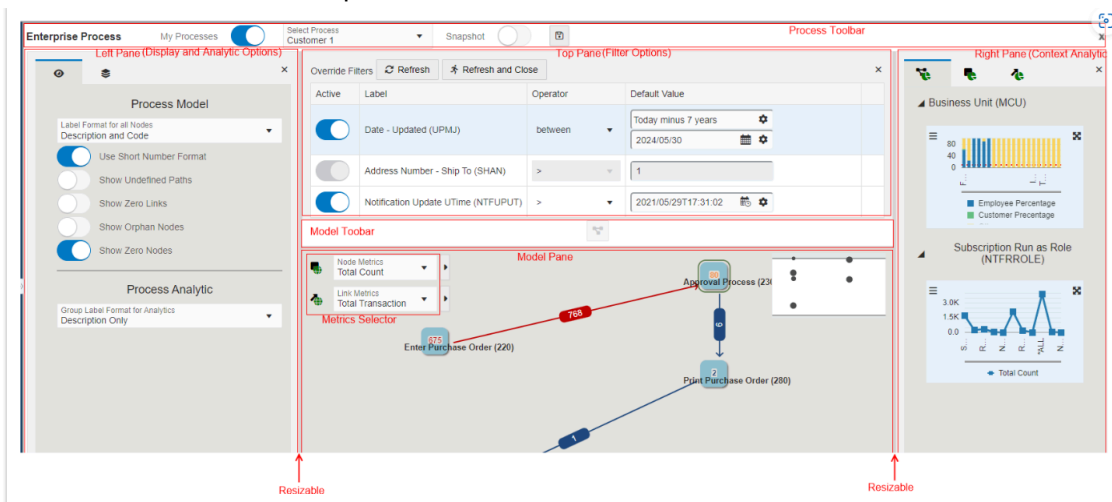 Process Toolbar
Enterprise Process
My Processes
Select Process
Customer 1
Snapshot
x
Left Pane (Display and Analytic Options)
Process Model
Label Format for all Nodes
Description and Code
Use Short Number Format
Show Undefined Paths
Show Zero Links
Show Orphan Nodes
Show Zero Nodes
Process Analytic
Group Label Format for Analytics
Description Only
Top Pane (Filter Options)
Override Filters
Refresh
Refresh and Close
Active Label Operator Default Value
Date - Updated (UPMJ) between Today minus 7 years
2024/05/30
Address Number - Ship To (SHAN) > 1
Notification Update UTime (NTFUPUT) > 2021/05/29T17:31:02
Model Toobar
Model Pane
Node Metrics
Total Count
Link Metrics
Total Transaction
Metrics Selector
Approval Process (23
768
675
Enter Purchase Order (220)
6
2
Print Purchase Order (280)
1
Right Pane (Context Analytic
Business Unit (MCU)
80
40
0
F...
L...
T...
Employee Percentage
Customer Precentage
Subscription Run as Role
(NTFRROLE)
3.0K
1.5K
0.0
S...
R...
N...
R...
*ALL
N...
Total Count
Resizable
Resizable